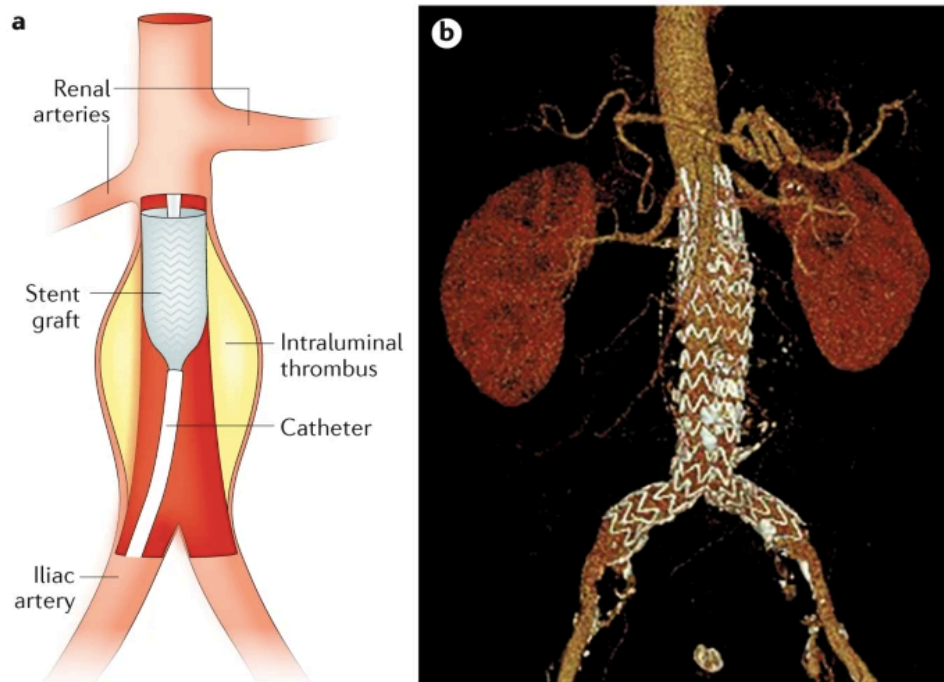 a
Renal
arteries
Stent
graft
Intraluminal
thrombus
Catheter
Iliac
artery
b